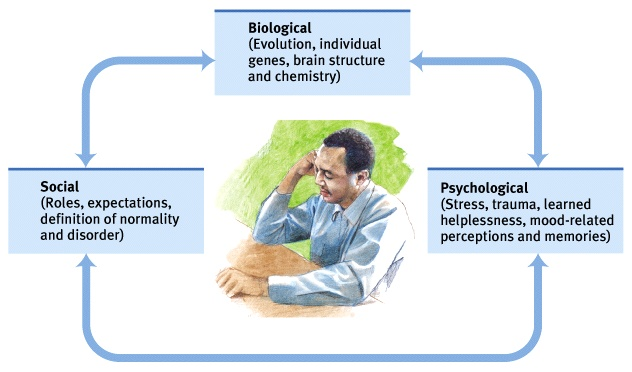 Biological
(Evolution, individual
genes, brain structure
and chemistry)
Social
(Roles, expectations,
definition of normality
and disorder)
Psychological
(Stress, trauma, learned
helplessness, mood-related
perceptions and memories)